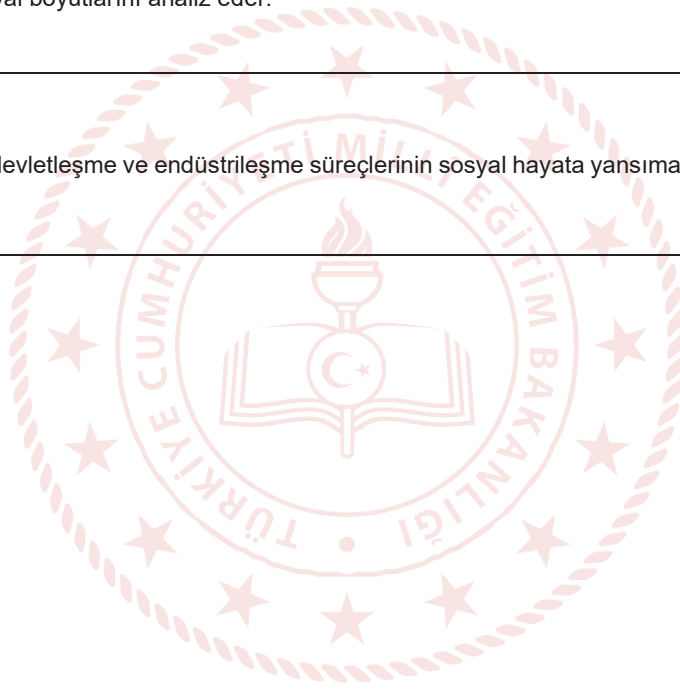 val boyutlarını analiz eder.
devletleşme ve endüstrileşme süreçlerinin sosyal hayata yansıma
TÜRKİYE CUMHURİYETİ MİLLÎ EĞİTİM BAKANLIĞI